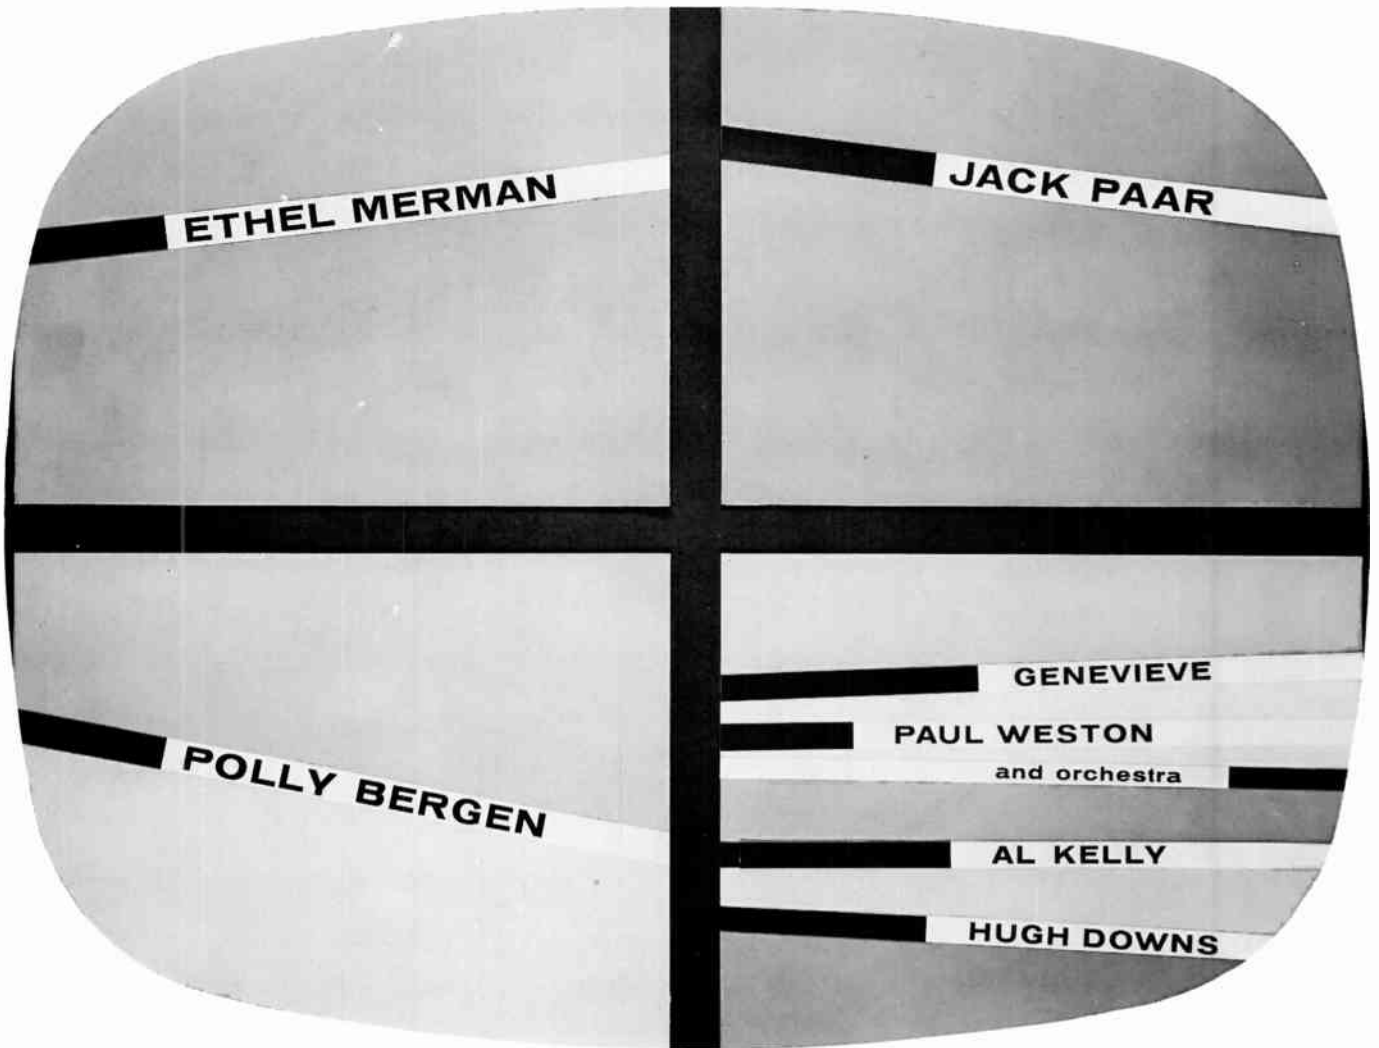 ETHEL MERMAN
JACK PAAR
POLLY BERGEN
GENEVIEVE
PAUL WESTON
and orchestra
AL KELLY
HUGH DOWNS